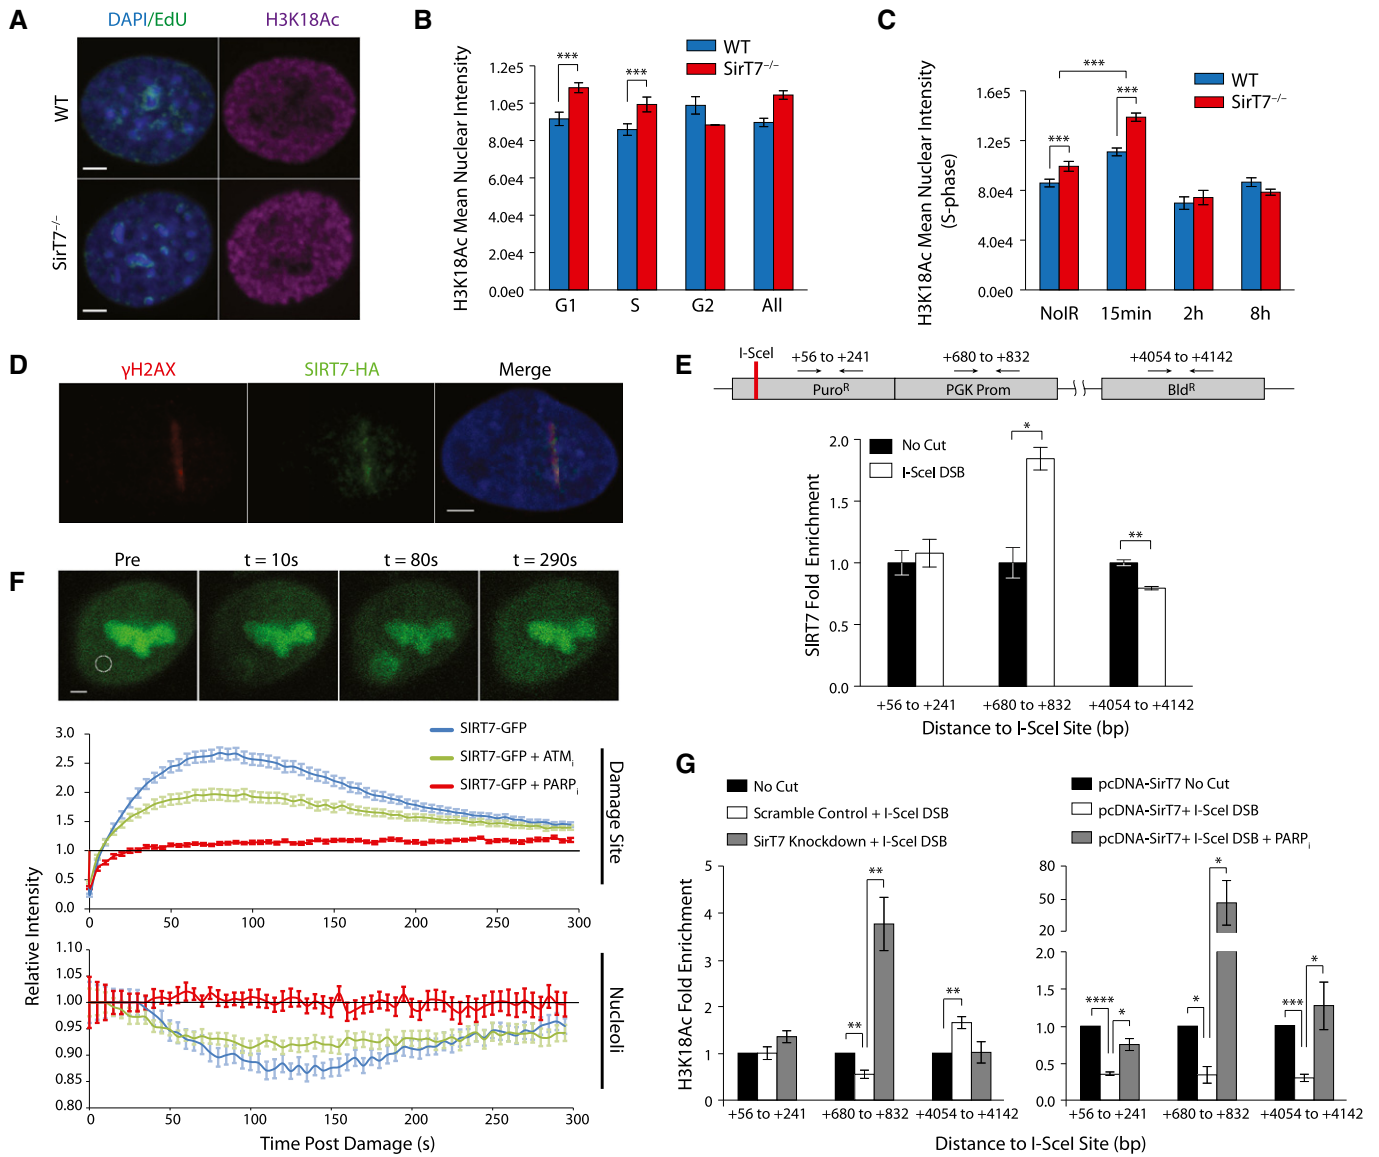 A
DAPI/EdU
H3K18Ac
WT
SirT7−/−
B
H3K18Ac Mean Nuclear Intensity
WT
SirT7−/−
1.2e5
1.0e5
8.0e4
6.0e4
4.0e4
2.0e4
0.0e0
***
***
G1
S
G2
All
C
H3K18Ac Mean Nuclear Intensity
(S-phase)
WT
SirT7−/−
1.6e5
1.2e5
8.0e4
4.0e4
0.0e0
***
***
***
NoIR
15min
2h
8h
D
γH2AX
SIRT7-HA
Merge
E
I-SceI
+56 to +241
+680 to +832
+4054 to +4142
PuroR
PGK Prom
BldR
No Cut
I-SceI DSB
SIRT7 Fold Enrichment
2.0
1.5
1.0
0.5
0.0
*
**
+56 to +241
+680 to +832
+4054 to +4142
Distance to I-SceI Site (bp)
F
Pre
t = 10s
t = 80s
t = 290s
SIRT7-GFP
SIRT7-GFP + ATMi
SIRT7-GFP + PARPi
Damage Site
3.0
2.5
2.0
1.5
1.0
0.5
0.0
0
50
100
150
200
250
300
Relative Intensity
Nucleoli
1.10
1.05
1.00
0.95
0.90
0.85
0.80
0
50
100
150
200
250
300
Time Post Damage (s)
G
No Cut
Scramble Control + I-SceI DSB
SirT7 Knockdown + I-SceI DSB
pcDNA-SirT7 No Cut
pcDNA-SirT7+ I-SceI DSB
pcDNA-SirT7+ I-SceI DSB + PARPi
H3K18Ac Fold Enrichment
5
4
3
2
1
0
**
**
**
+56 to +241
+680 to +832
+4054 to +4142
80
50
20
2.0
1.5
1.0
0.5
0.0
****
*
*
*
***
*
+56 to +241
+680 to +832
+4054 to +4142
Distance to I-SceI Site (bp)